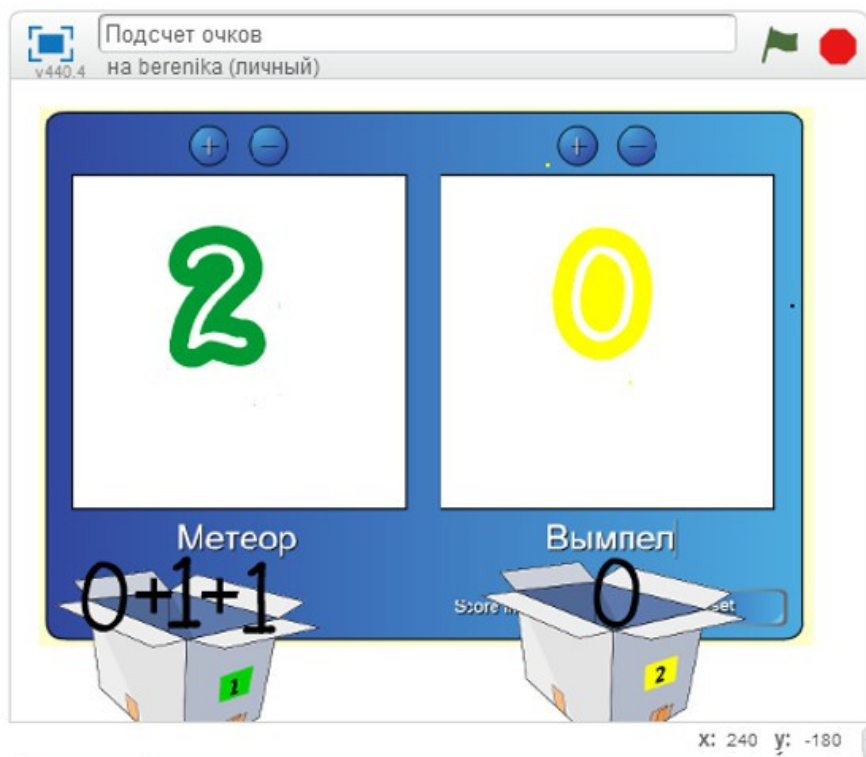 Подсчет очков
v440.4 на berenika (личный)
+ − + −
2 0
Метеор Вымпел
0+1+1 0
Score
1 2
x: 240 y: -180